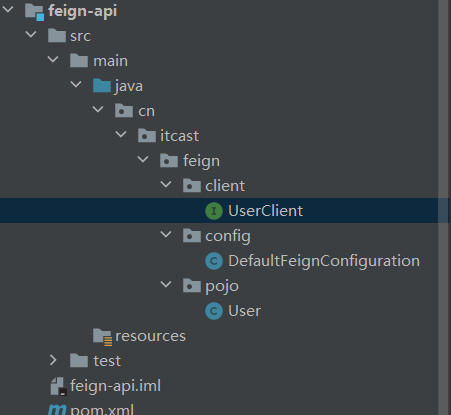 feign-api
src
main
java
cn
itcast
feign
client
I UserClient
config
C DefaultFeignConfiguration
pojo
C User
resources
test
feign-api.iml
m pom.xml